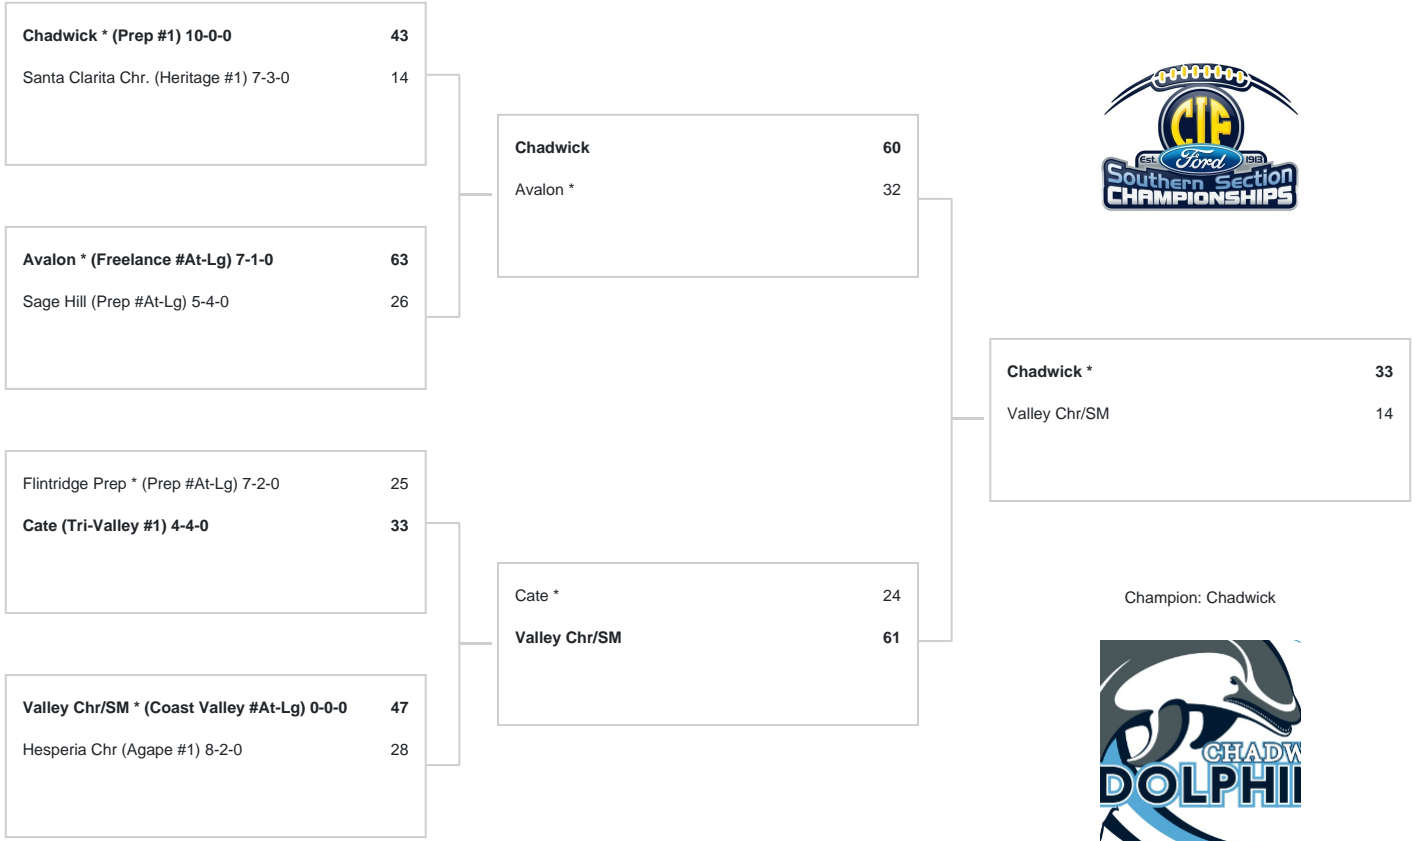 Chadwick * (Prep #1) 10-0-0 43
Santa Clarita Chr. (Heritage #1) 7-3-0 14
Avalon * (Freelance #At-Lg) 7-1-0 63
Sage Hill (Prep #At-Lg) 5-4-0 26
Flintridge Prep * (Prep #At-Lg) 7-2-0 25
Cate (Tri-Valley #1) 4-4-0 33
Valley Chr/SM * (Coast Valley #At-Lg) 0-0-0 47
Hesperia Chr (Agape #1) 8-2-0 28
Chadwick 60
Avalon * 32
Cate * 24
Valley Chr/SM 61
CIF
Est. Ford 1913
Southern Section
CHAMPIONSHIPS
Chadwick * 33
Valley Chr/SM 14
Champion: Chadwick
CHADW
DOLPHI